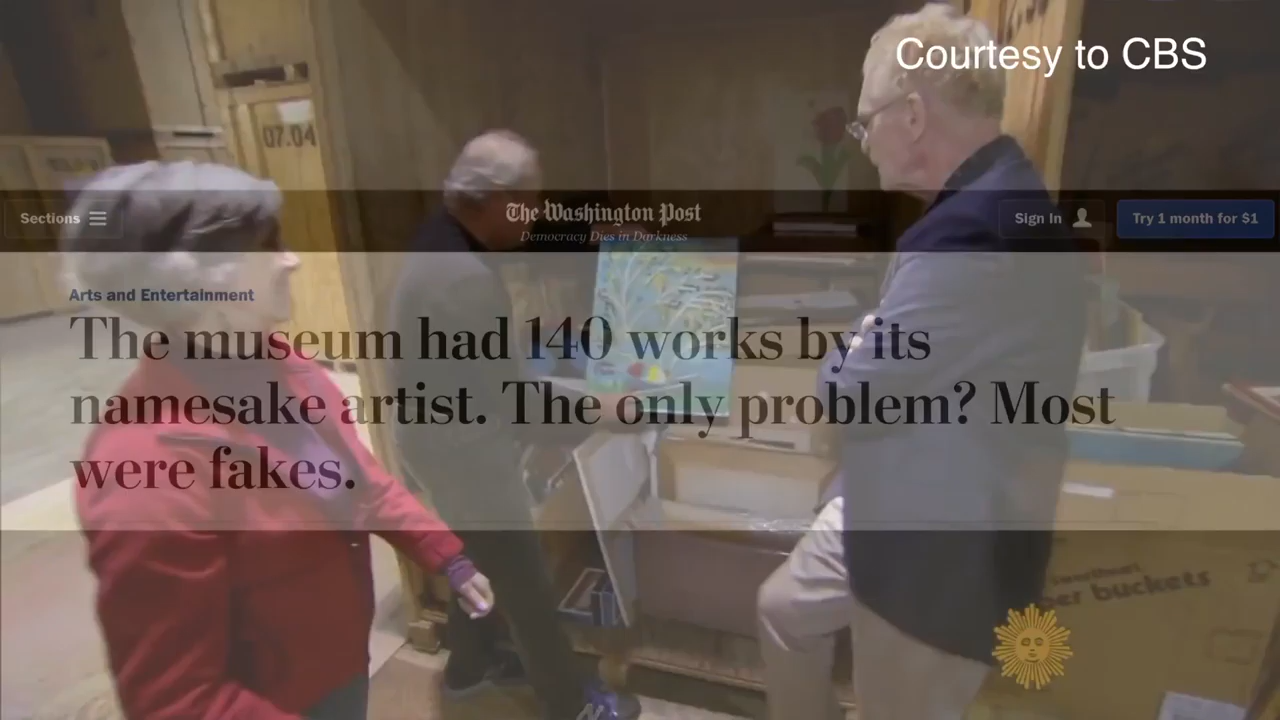 Courtesy to CBS
07.04
Sections
The Washington Post
Democracy Dies in Darkness
Sign In
Try 1 month for $1
Arts and Entertainment
The museum had 140 works by its
namesake artist. The only problem? Most
were fakes.
buckets